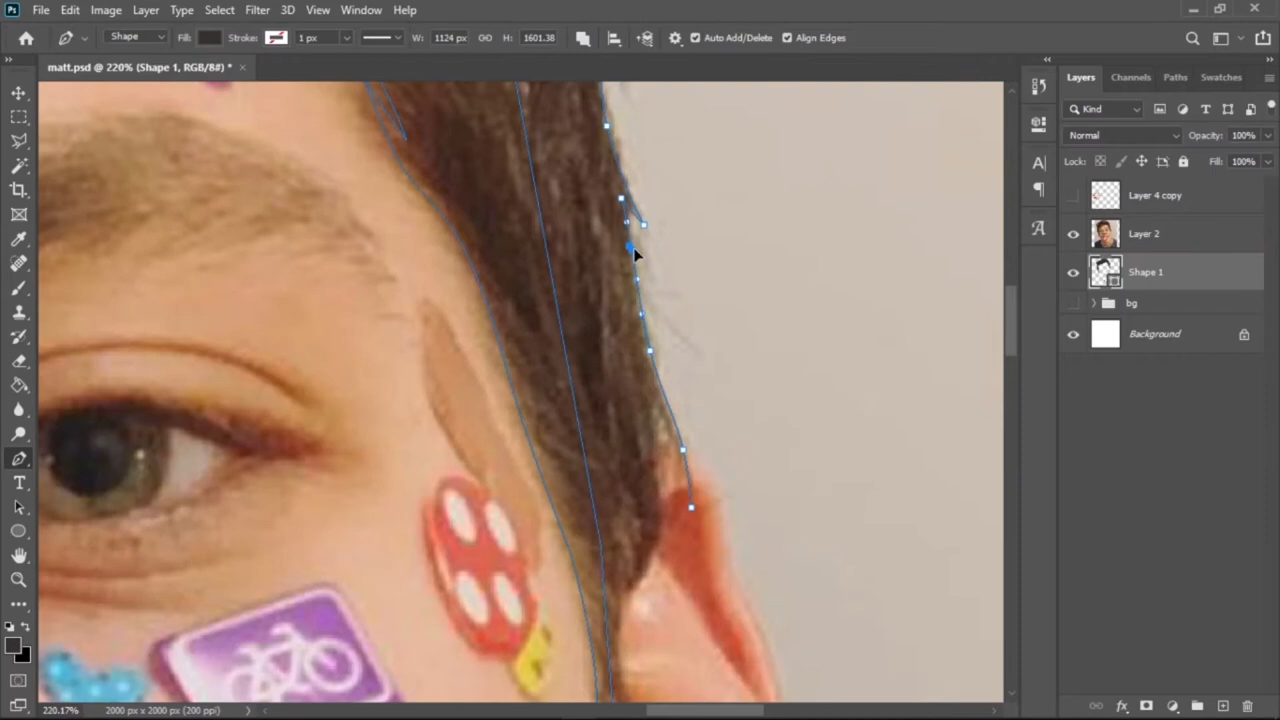 Ps File Edit Image Layer Type Select Filter 3D View Window Help
Shape Fill: Stroke: 1 px W: 1124 px H: 1601.38 Auto Add/Delete Align Edges
matt.psd @ 220% (Shape 1, RGB/8#) * ×
Layers Channels Paths Swatches
Kind
Normal Opacity: 100%
Lock: Fill: 100%
Layer 4 copy
Layer 2
Shape 1
bg
Background
220.17% 2000 px x 2000 px (200 ppi)